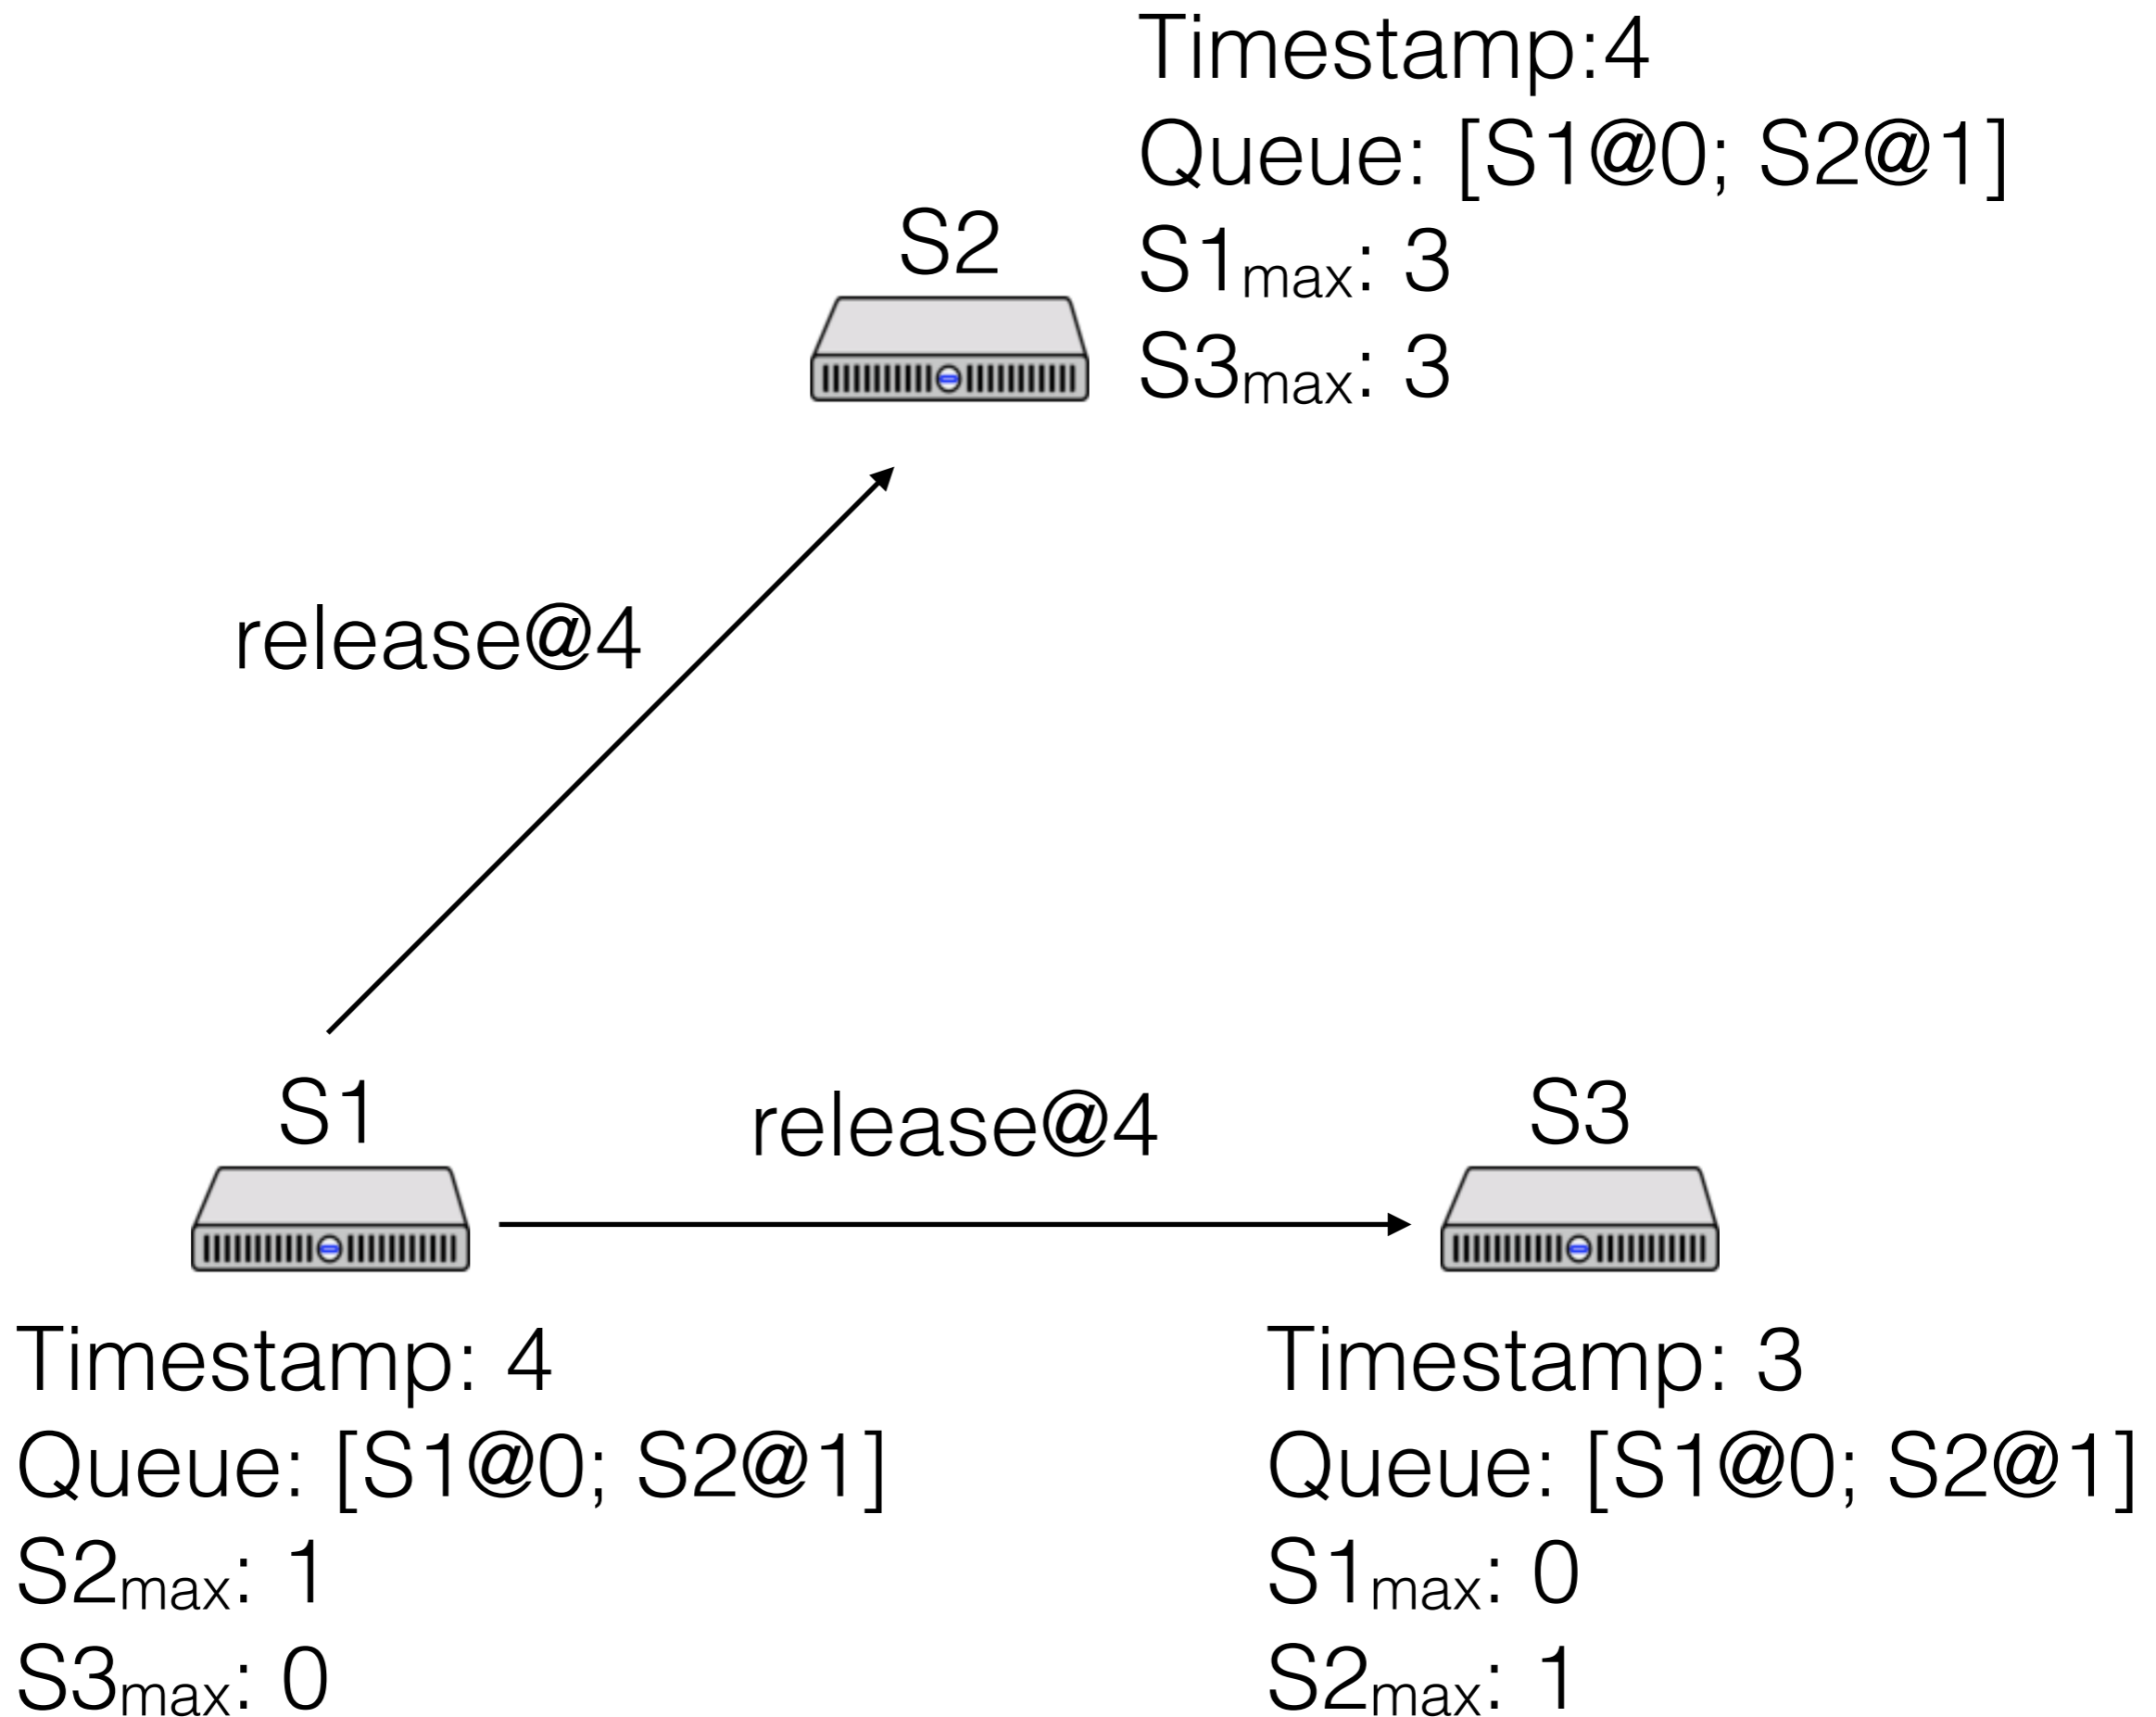 Timestamp:4
Queue: [S1@0; S2@1]
S1max: 3
S3max: 3
S2
release@4
S1
release@4
S3
Timestamp: 4
Queue: [S1@0; S2@1]
S2max: 1
S3max: 0
Timestamp: 3
Queue: [S1@0; S2@1]
S1max: 0
S2max: 1